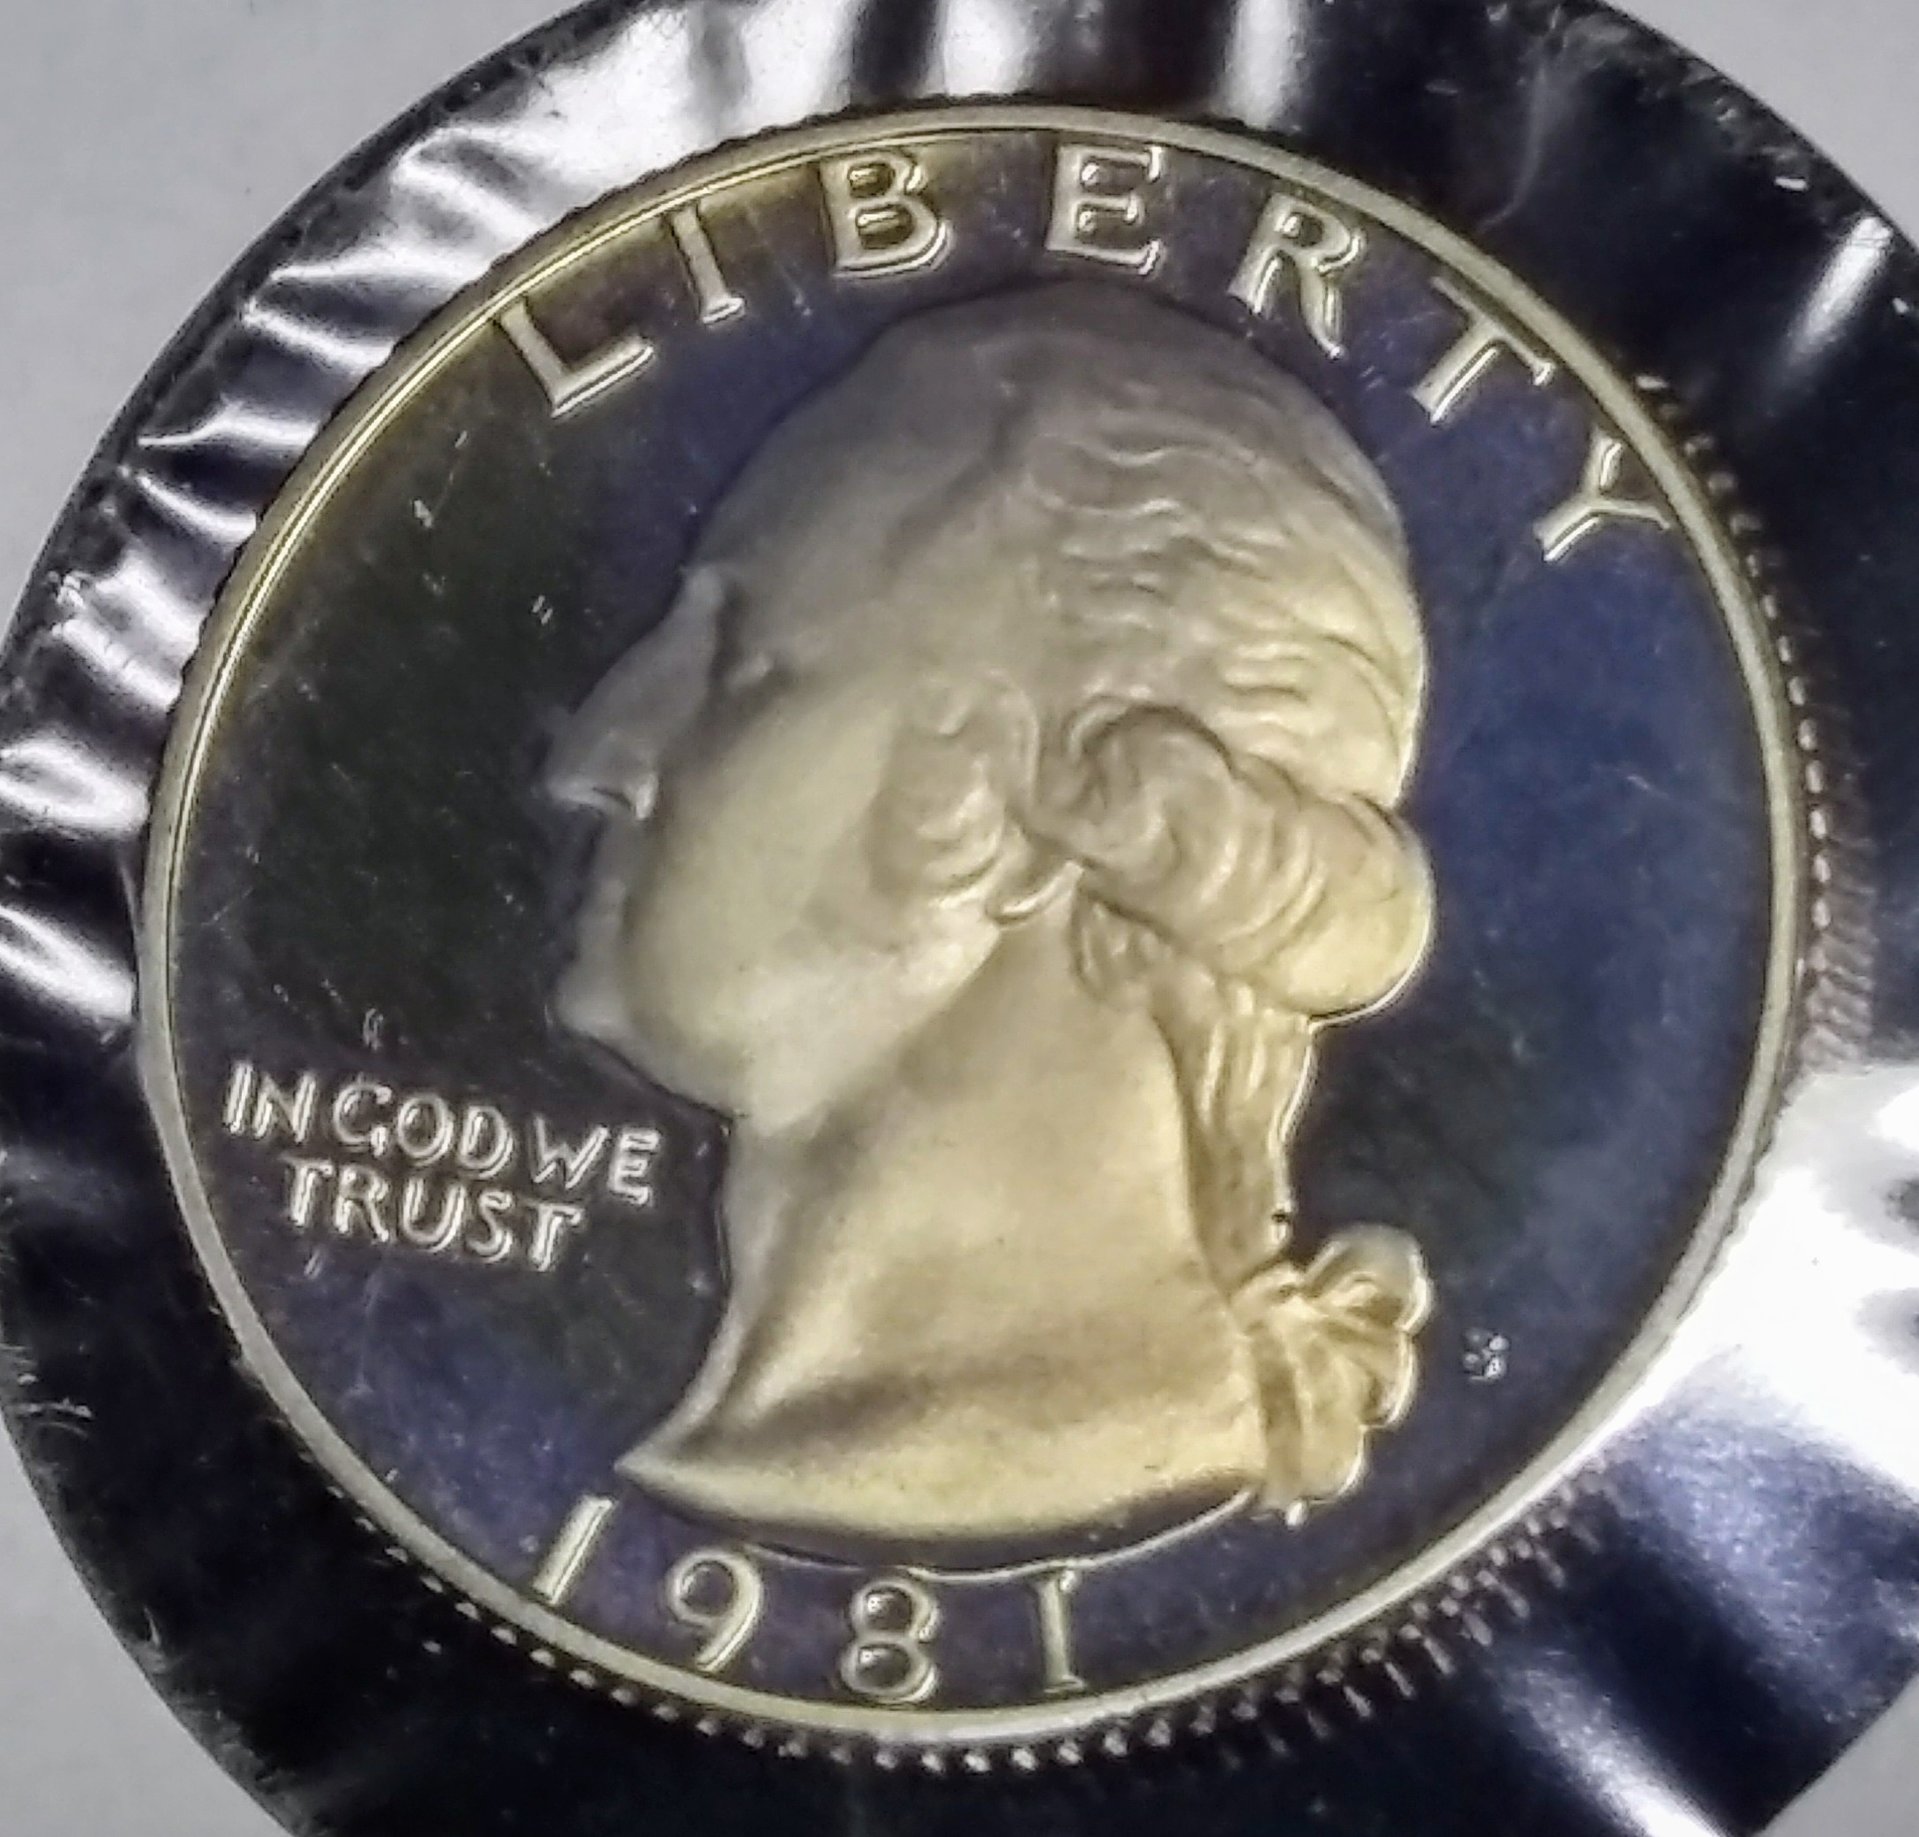 LIBERTY
IN GOD WE
TRUST
1981